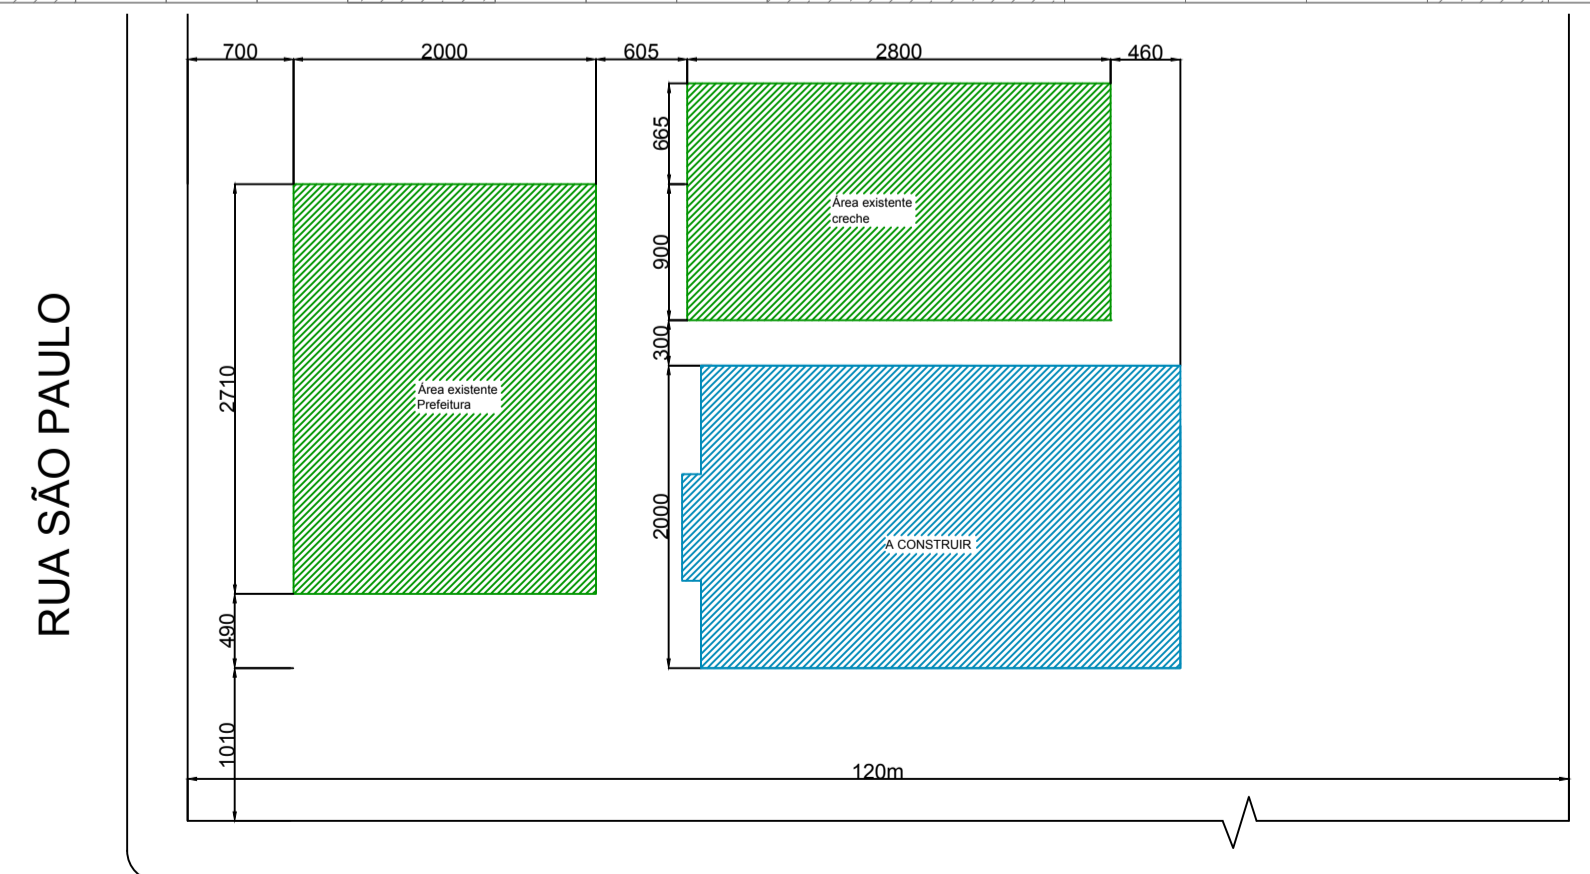 700
2000
605
2800
460
665
Área existente
creche
900
300
RUA SÃO PAULO
2710
Área existente
Prefeitura
2000
A CONSTRUIR
490
1010
120m